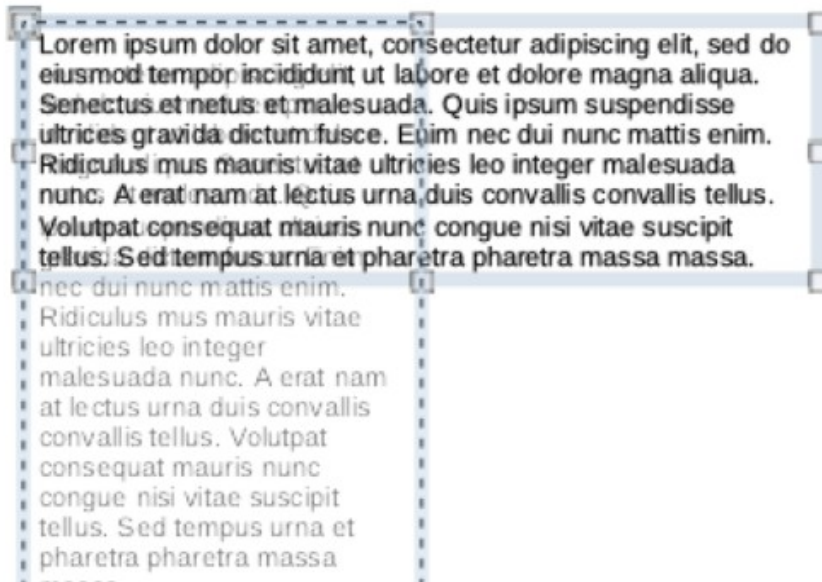 Lorem ipsum dolor sit amet, consectetur adipiscing elit, sed do
eiusmod tempor incididunt ut labore et dolore magna aliqua.
Senectus et netus et malesuada. Quis ipsum suspendisse
ultrices gravida dictum fusce. Enim nec dui nunc mattis enim.
Ridiculus mus mauris vitae ultricies leo integer malesuada
nunc. A erat nam at lectus urna duis convallis convallis tellus.
Volutpat consequat mauris nunc congue nisi vitae suscipit
tellus. Sed tempus urna et pharetra pharetra massa massa.
nec dui nunc mattis enim.
Ridiculus mus mauris vitae
ultricies leo integer
malesuada nunc. A erat nam
at lectus urna duis convallis
convallis tellus. Volutpat
consequat mauris nunc
congue nisi vitae suscipit
tellus. Sed tempus urna et
pharetra pharetra massa